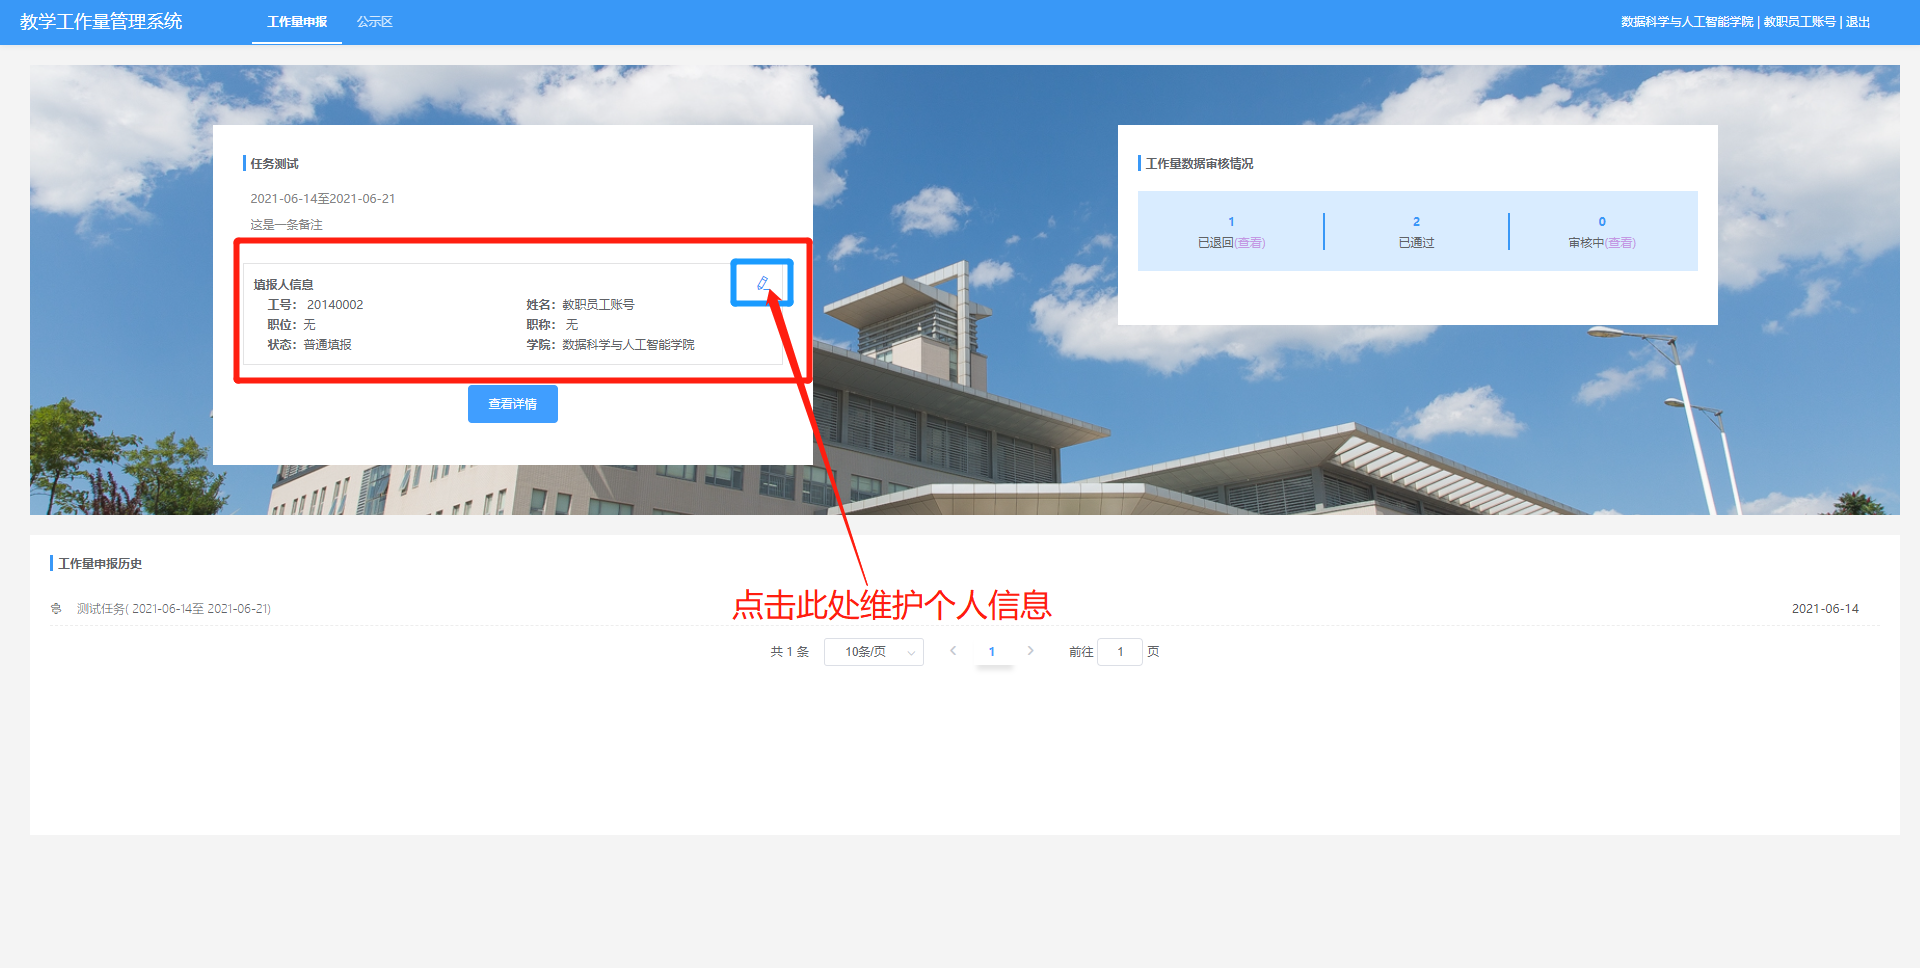 教学工作量管理系统
工作量申报
公示区
数据科学与人工智能学院 | 教职员工账号 | 退出
任务测试
2021-06-14至2021-06-21
这是一条备注
填报人信息
工号： 20140002
姓名：教职员工账号
职位：无
职称： 无
状态：普通填报
学院：数据科学与人工智能学院
查看详情
工作量数据审核情况
1
2
0
已退回(查看)
已通过
审核中(查看)
工作量申报历史
点击此处维护个人信息
测试任务( 2021-06-14至 2021-06-21)
2021-06-14
共 1 条
10条/页
1
前往 1 页